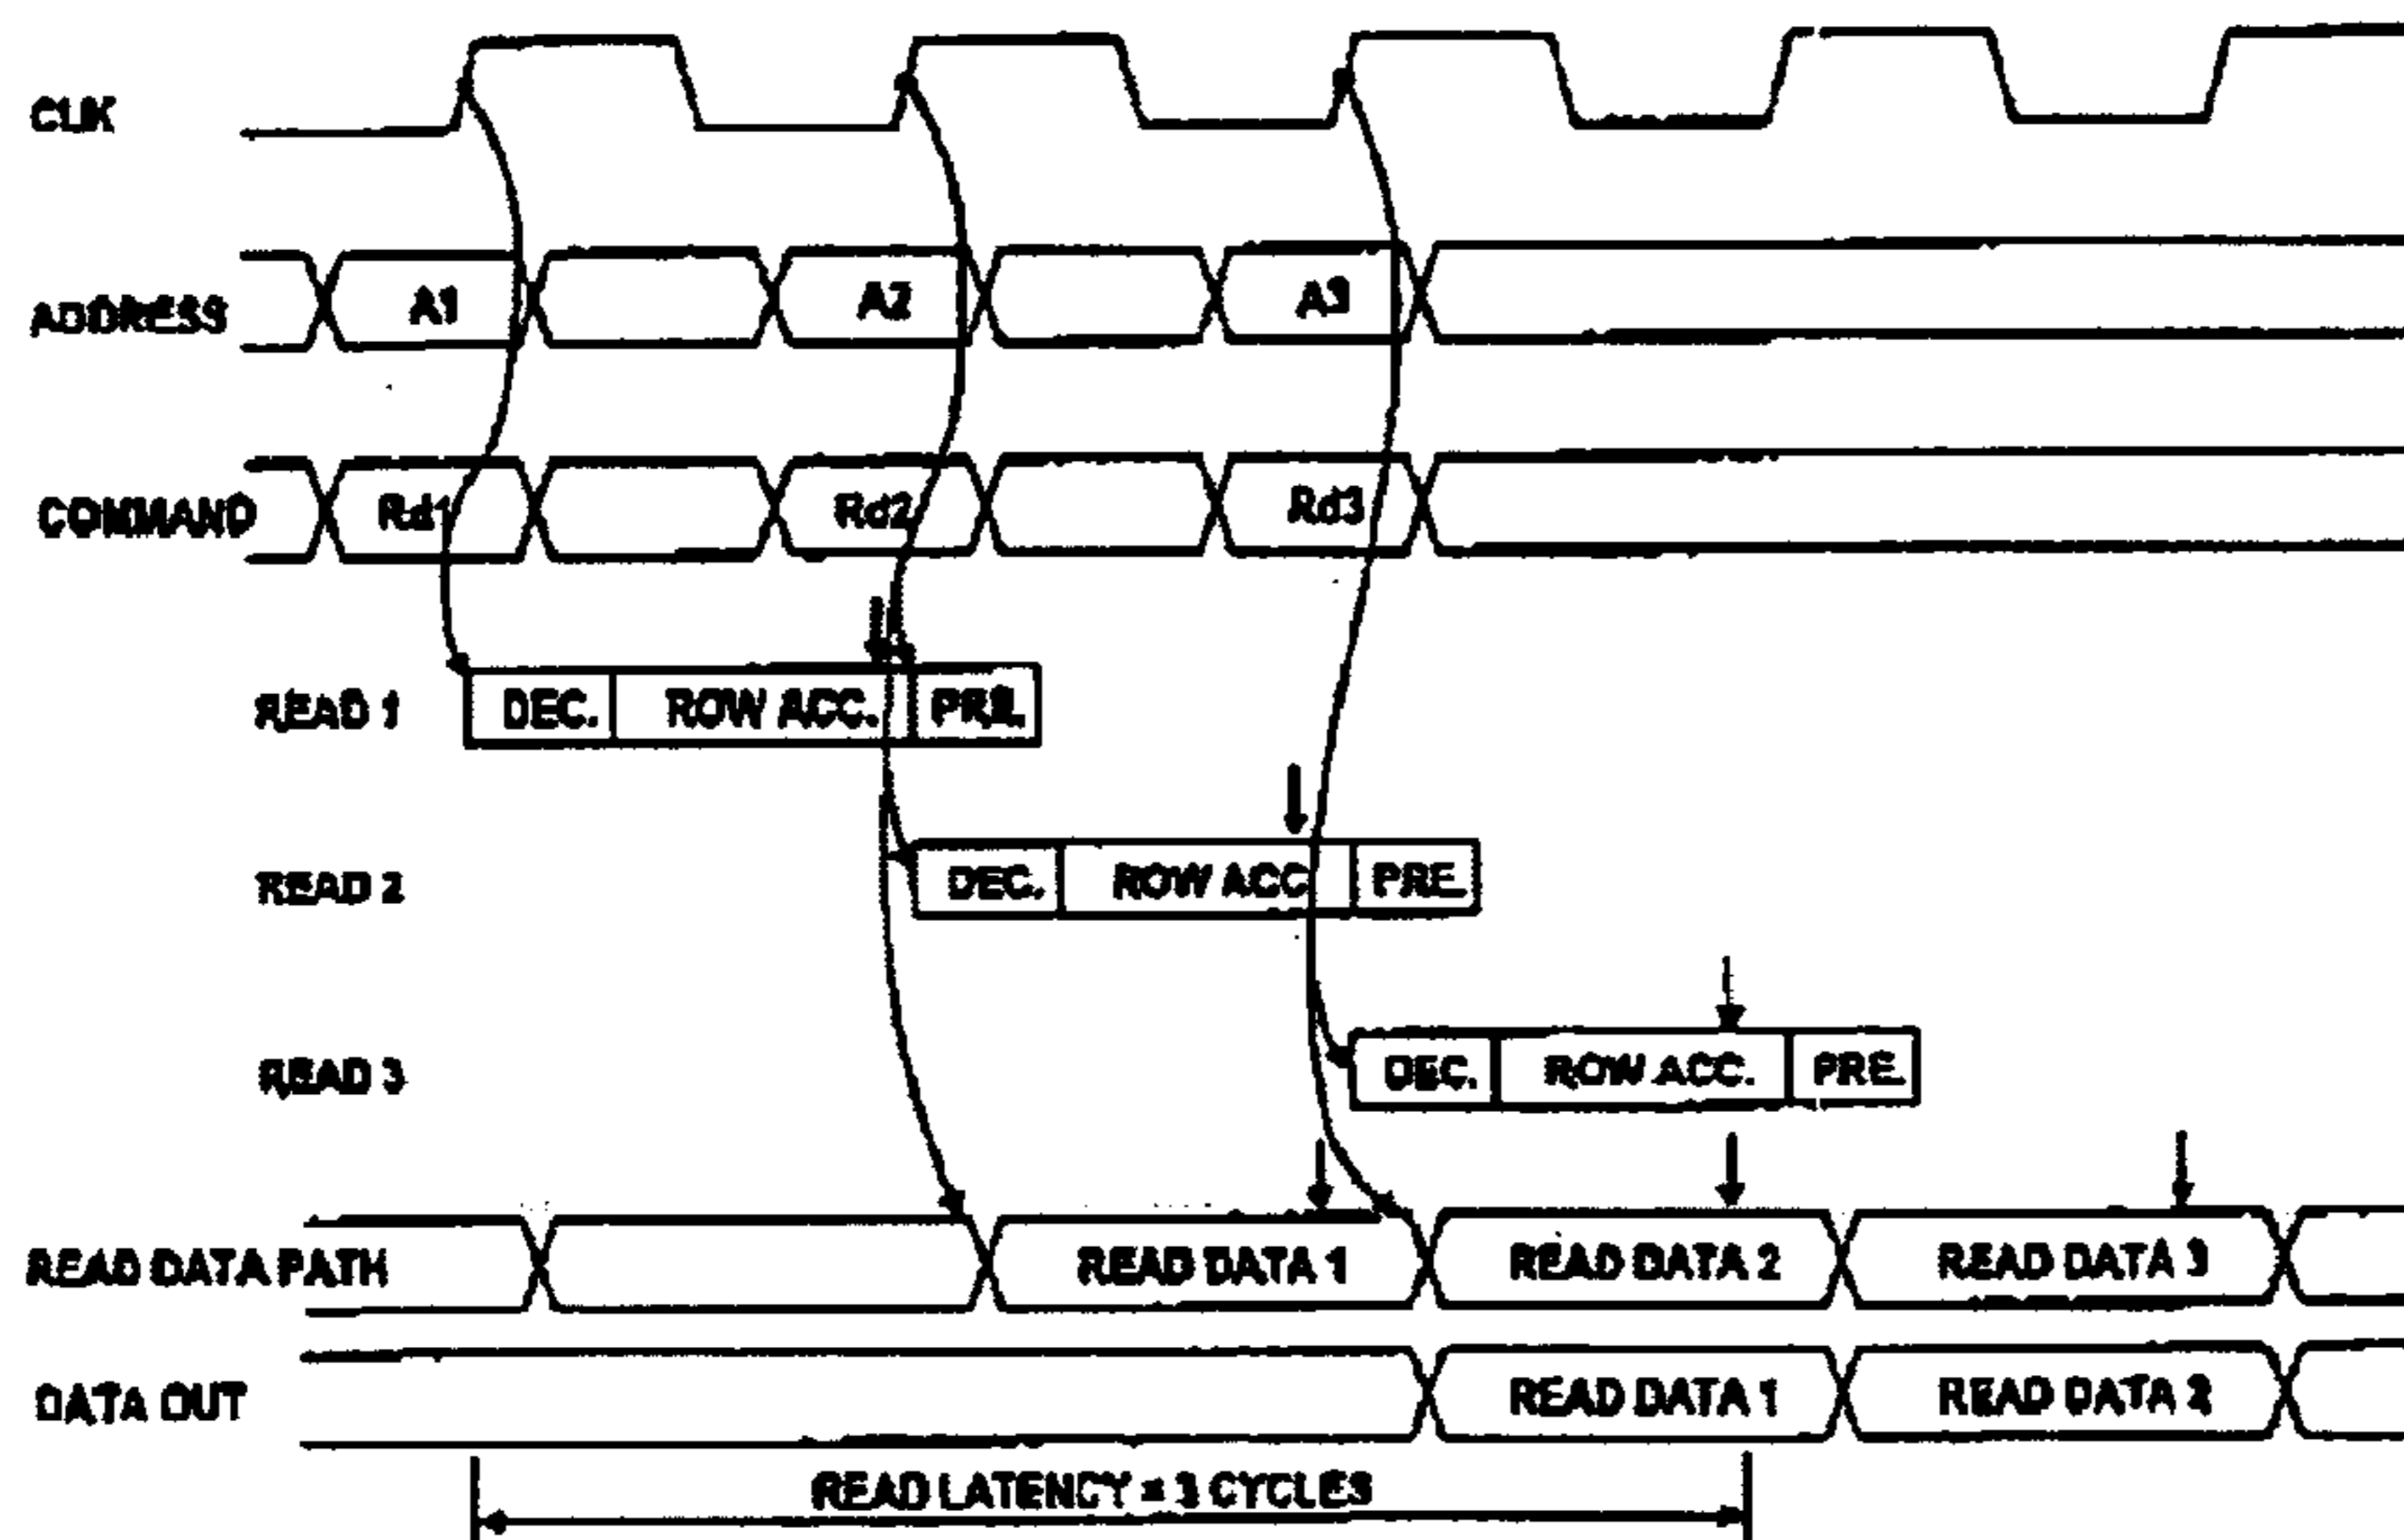 CLK
ADDRESS A1 A2 A3
COMMAND Rd1 Rd2 Rd3
READ 1 DEC. ROW ACC. PRE.
READ 2 DEC. ROW ACC PRE.
READ 3 DEC. ROW ACC. PRE.
READ DATA PATH READ DATA 1 READ DATA 2 READ DATA 3
DATA OUT READ DATA 1 READ DATA 2
READ LATENCY = 3 CYCLES